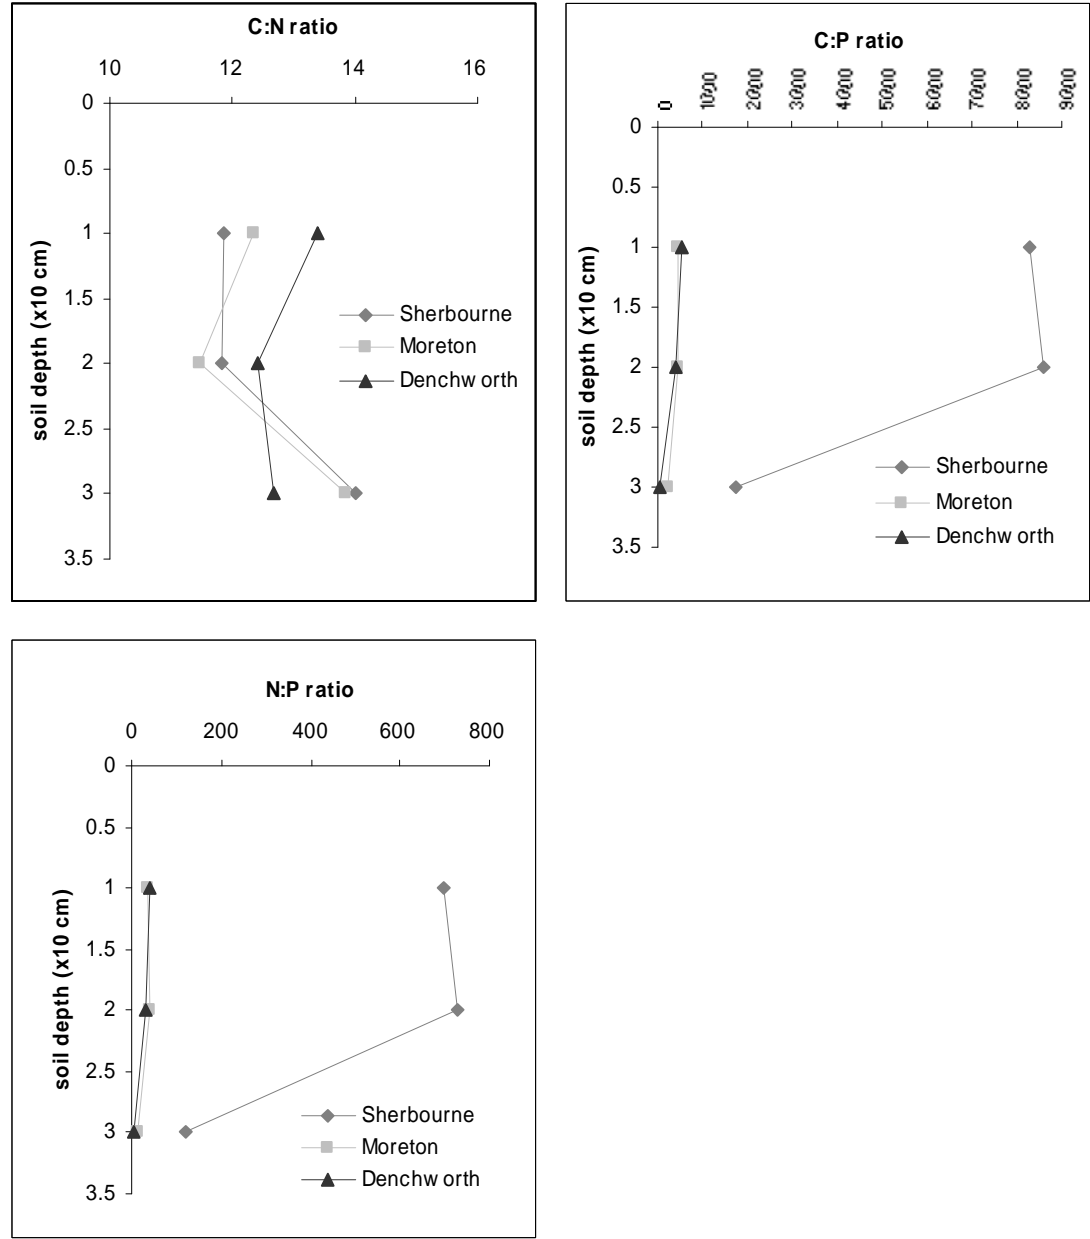 C:N ratio
10 12 14 16
0
0.5
1
1.5
2
2.5
3
3.5
soil depth (x10 cm)
Sherbourne
Moreton
Denchw orth
C:P ratio
0 1000 2000 3000 4000 5000 6000 7000 8000 9000
0
0.5
1
1.5
2
2.5
3
3.5
soil depth (x10 cm)
Sherbourne
Moreton
Denchw orth
N:P ratio
0 200 400 600 800
0
0.5
1
1.5
2
2.5
3
3.5
soil depth (x10 cm)
Sherbourne
Moreton
Denchw orth